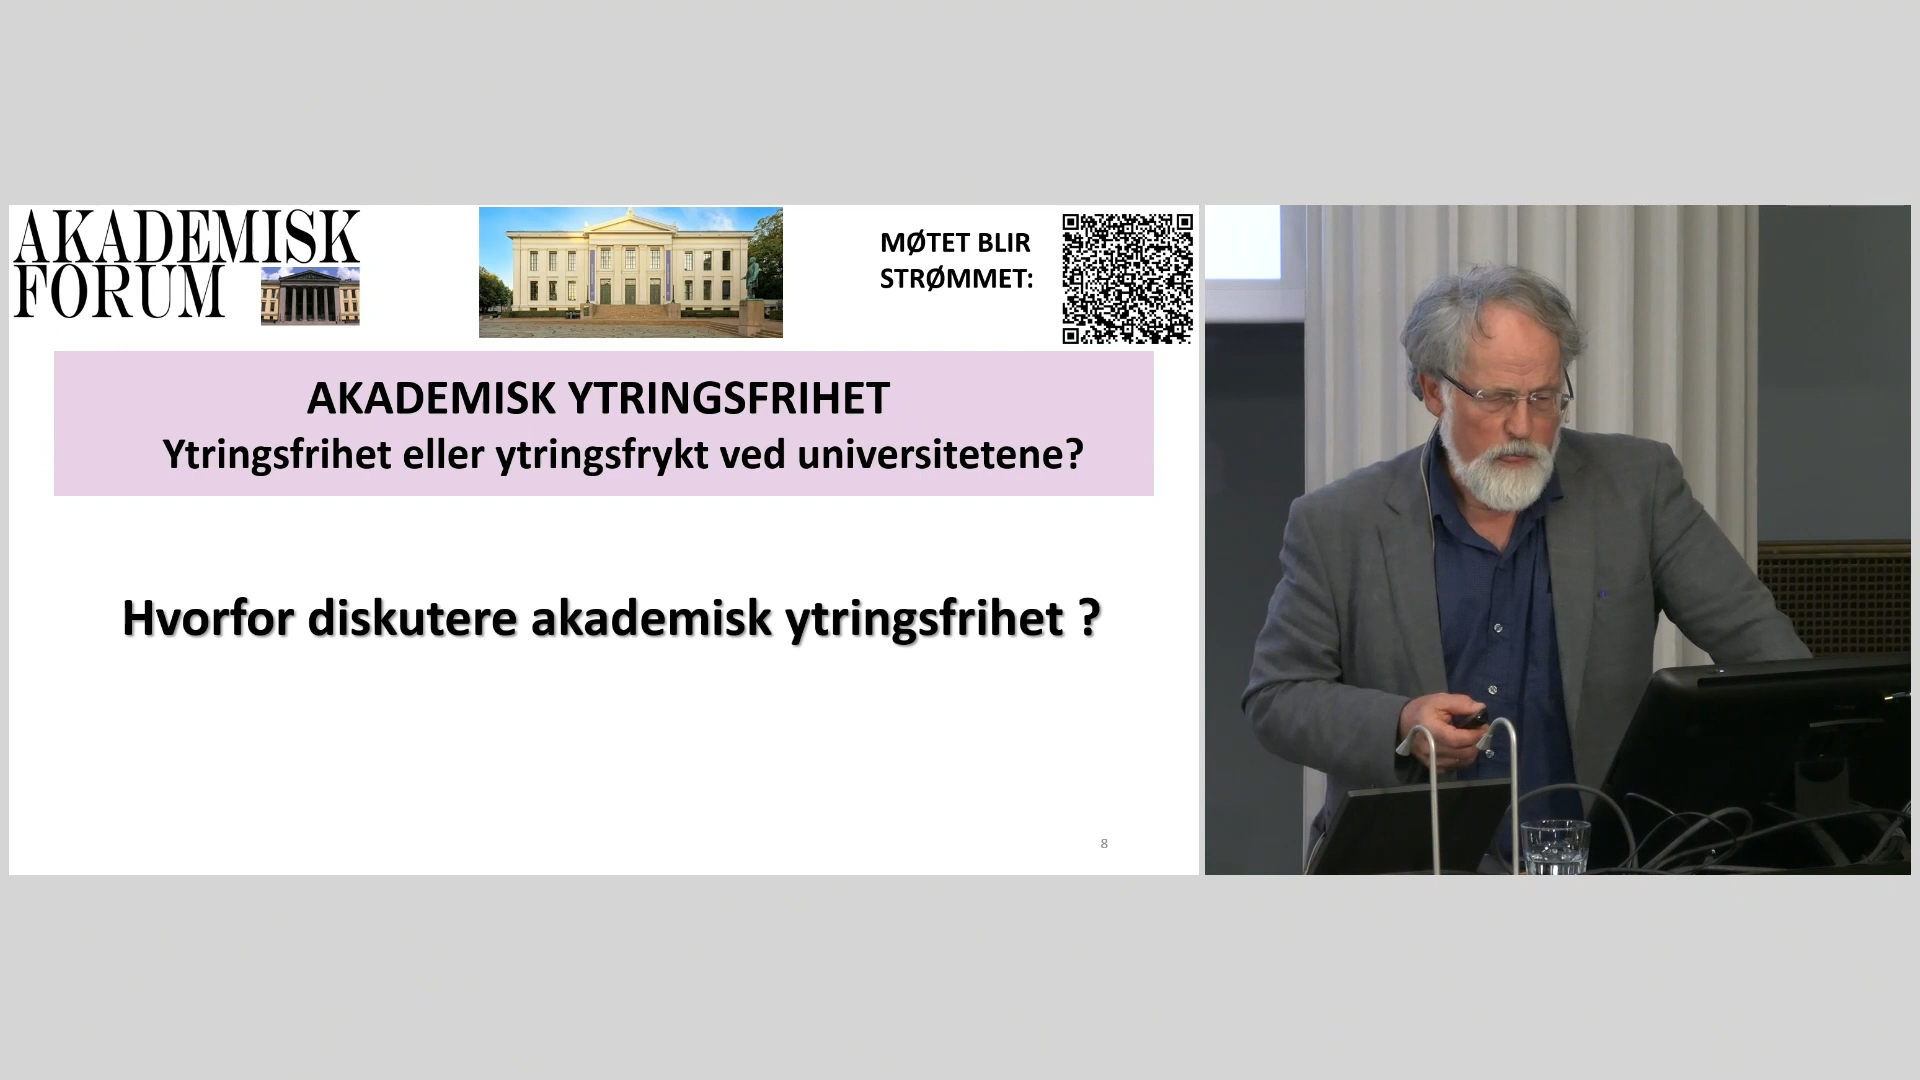 AKADEMISK
FORUM
MØTET BLIR
STRØMMET:
AKADEMISK YTRINGSFRIHET
Ytringsfrihet eller ytringsfrykt ved universitetene?
Hvorfor diskutere akademisk ytringsfrihet ?
8